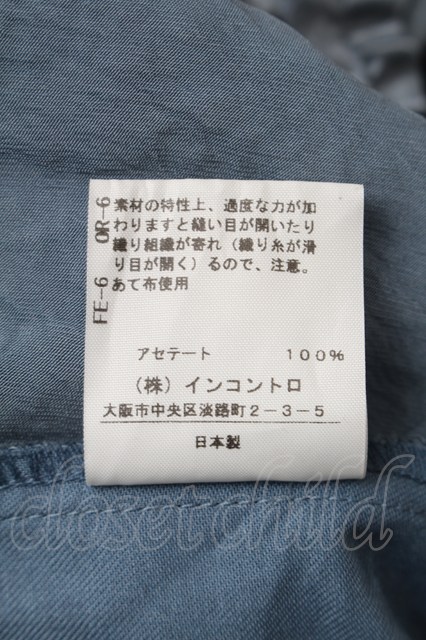 素材の特性上、過度な力が加
わりますと縫い目が開いたり
織り組織が寄れ（織り糸が滑
り目が開く）るので、注意。
あて布使用
FE-6 OR-6
アセテート 100%
（株）インコントロ
大阪市中央区淡路町2-3-5
日本製
closet child